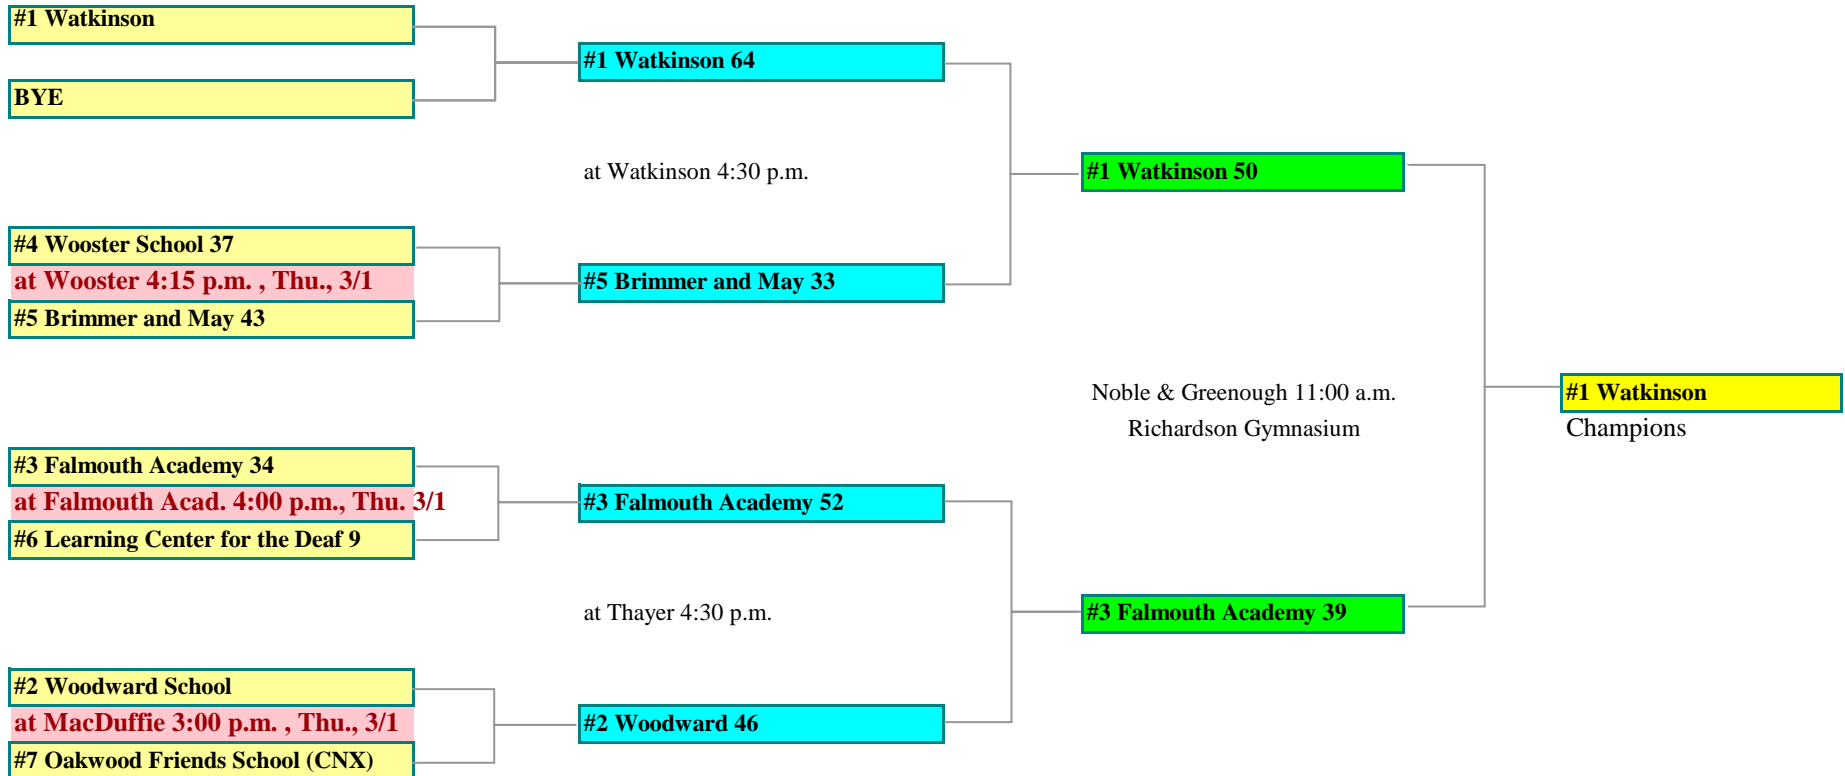 #1 Watkinson
BYE
#4 Wooster School 37
at Wooster 4:15 p.m. , Thu., 3/1
#5 Brimmer and May 43
#3 Falmouth Academy 34
at Falmouth Acad. 4:00 p.m., Thu. 3/1
#6 Learning Center for the Deaf 9
#2 Woodward School
at MacDuffie 3:00 p.m. , Thu., 3/1
#7 Oakwood Friends School (CNX)
#1 Watkinson 64
at Watkinson 4:30 p.m.
#5 Brimmer and May 33
#3 Falmouth Academy 52
at Thayer 4:30 p.m.
#2 Woodward 46
#1 Watkinson 50
Noble & Greenough 11:00 a.m.
Richardson Gymnasium
#3 Falmouth Academy 39
#1 Watkinson
Champions